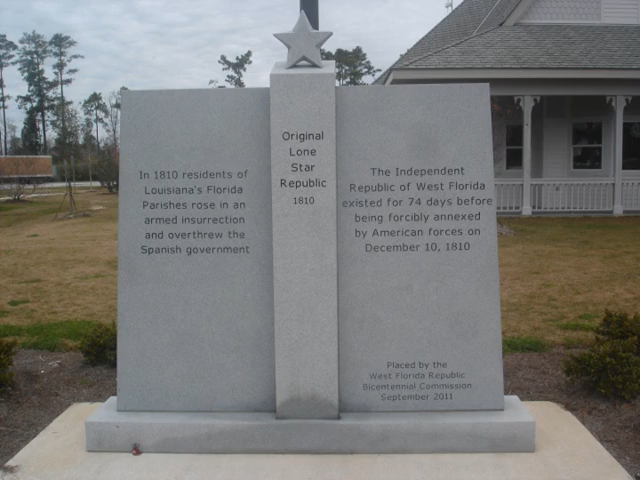 In 1810 residents of
Louisiana's Florida
Parishes rose in an
armed insurrection
and overthrew the
Spanish government
Original
Lone
Star
Republic
1810
The Independent
Republic of West Florida
existed for 74 days before
being forcibly annexed
by American forces on
December 10, 1810
Placed by the
West Florida Republic
Bicentennial Commission
September 2011